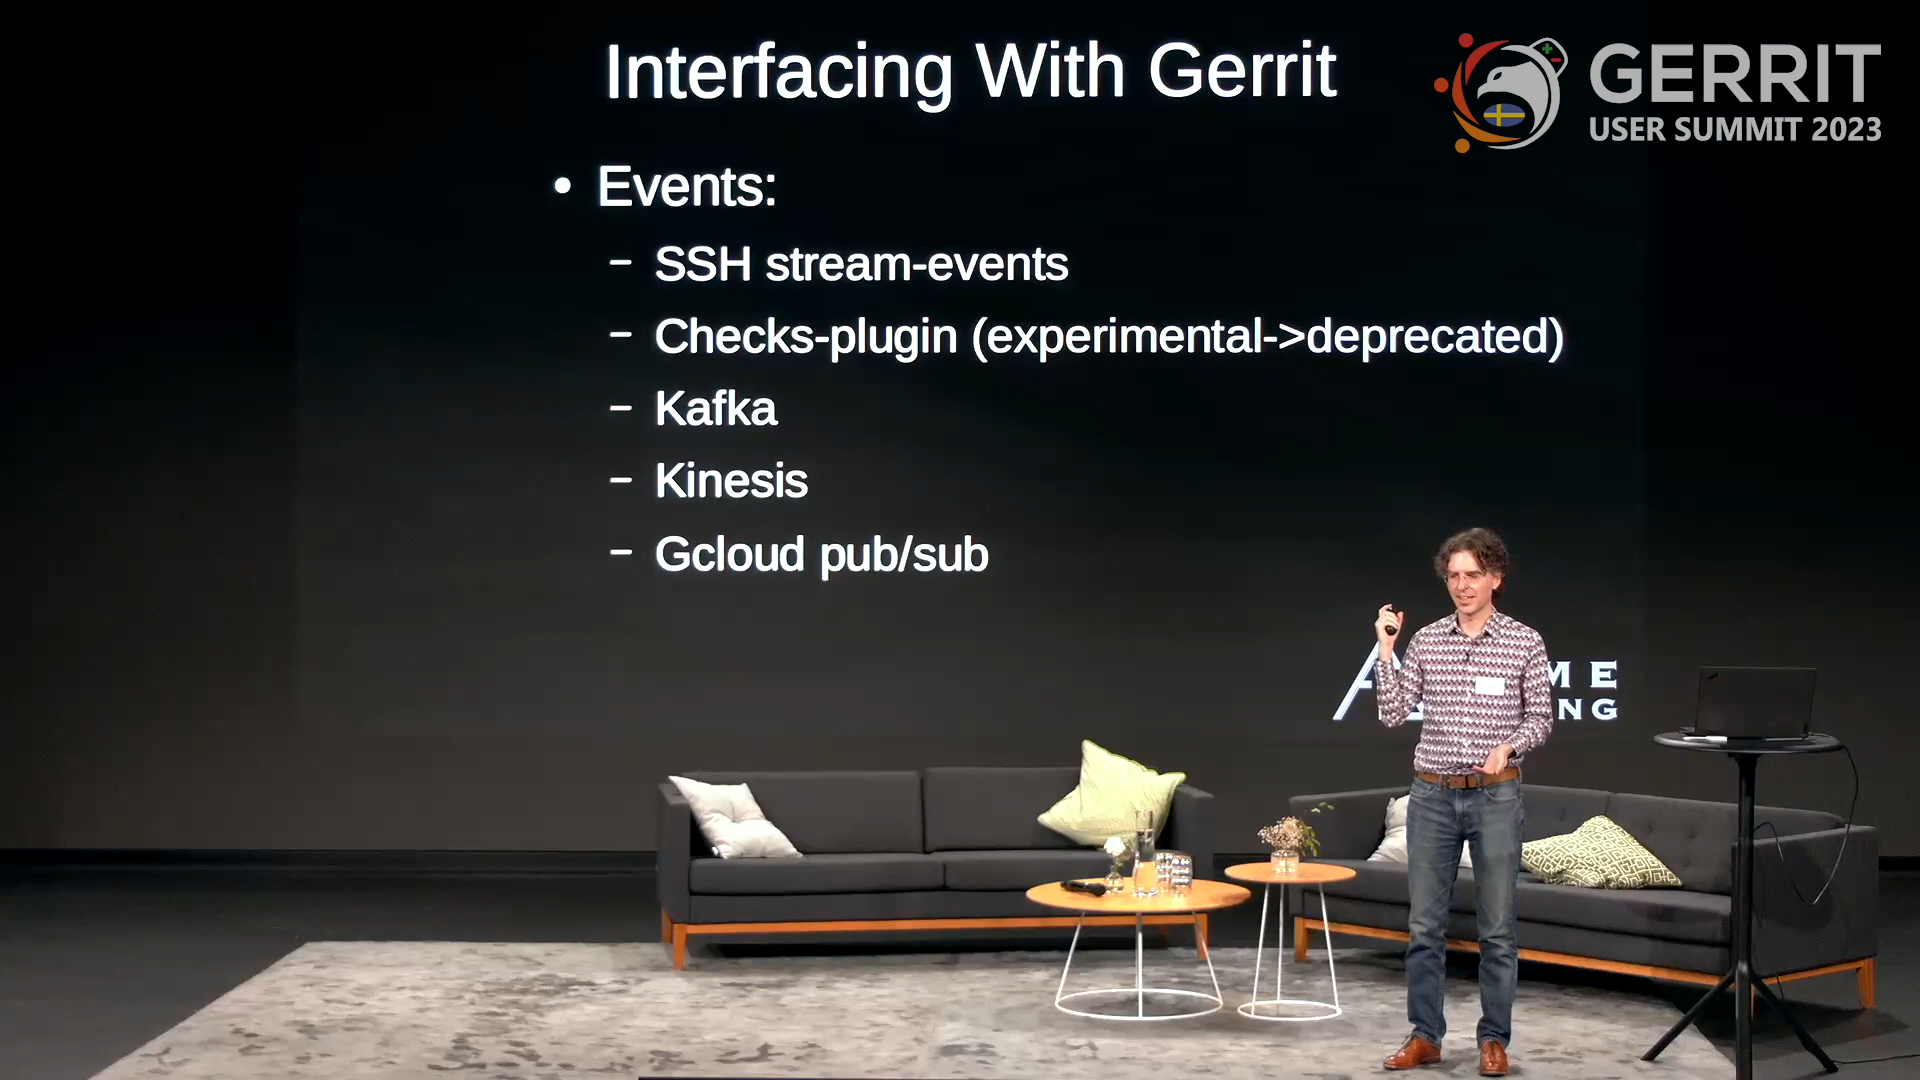 Interfacing With Gerrit
GERRIT
USER SUMMIT 2023
• Events:
– SSH stream-events
– Checks-plugin (experimental->deprecated)
– Kafka
– Kinesis
– Gcloud pub/sub